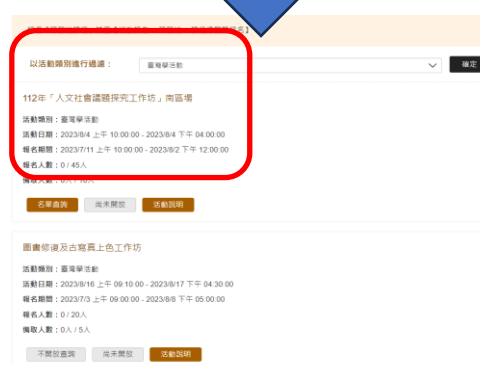 以活動類別進行過濾： 臺灣學活動 確定
112年「人文社會議題探究工作坊」南區場
活動類別：臺灣學活動
活動日期：2023/8/4 上午 10:00:00 - 2023/8/4 下午 04:00:00
報名期間：2023/7/11 上午 10:00:00 - 2023/8/2 下午 12:00:00
報名人數：0 / 45人
備取人數：0人 / 10人
名單查詢 尚未開放 活動說明
圖書修復及古寫真上色工作坊
活動類別：臺灣學活動
活動日期：2023/8/16 上午 09:10:00 - 2023/8/17 下午 04:30:00
報名期間：2023/7/3 上午 09:00:00 - 2023/8/8 下午 05:00:00
報名人數：0 / 20人
備取人數：0人 / 5人
不開放查詢 尚未開放 活動說明